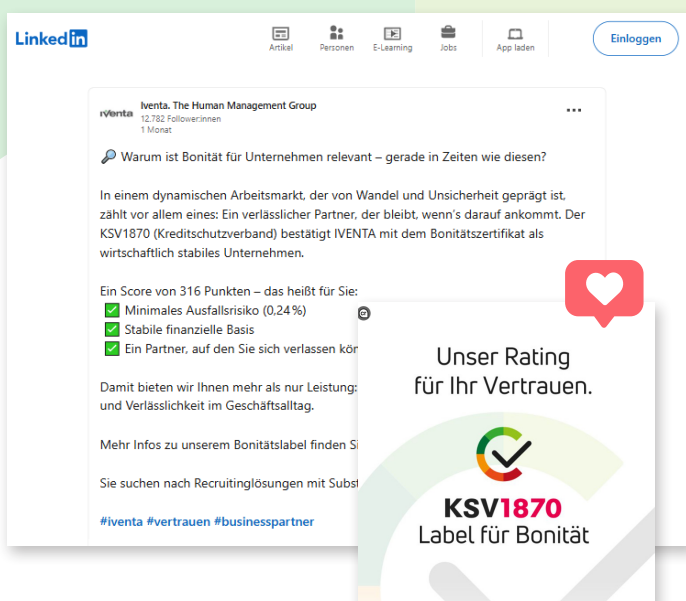 Linked in
Artikel
Personen
E-Learning
Jobs
App laden
Einloggen
Iventa. The Human Management Group
12.782 Follower:innen
1 Monat
🔎 Warum ist Bonität für Unternehmen relevant – gerade in Zeiten wie diesen?
In einem dynamischen Arbeitsmarkt, der von Wandel und Unsicherheit geprägt ist,
zählt vor allem eines: Ein verlässlicher Partner, der bleibt, wenn's darauf ankommt. Der
KSV1870 (Kreditschutzverband) bestätigt IVENTA mit dem Bonitätszertifikat als
wirtschaftlich stabiles Unternehmen.
Ein Score von 316 Punkten – das heißt für Sie:
✅ Minimales Ausfallsrisiko (0,24 %)
✅ Stabile finanzielle Basis
✅ Ein Partner, auf den Sie sich verlassen kön
Damit bieten wir Ihnen mehr als nur Leistung:
und Verlässlichkeit im Geschäftsalltag.
Mehr Infos zu unserem Bonitätslabel finden Si
Sie suchen nach Recruitinglösungen mit Subst
#iventa #vertrauen #businesspartner
Unser Rating
für Ihr Vertrauen.
KSV1870
Label für Bonität